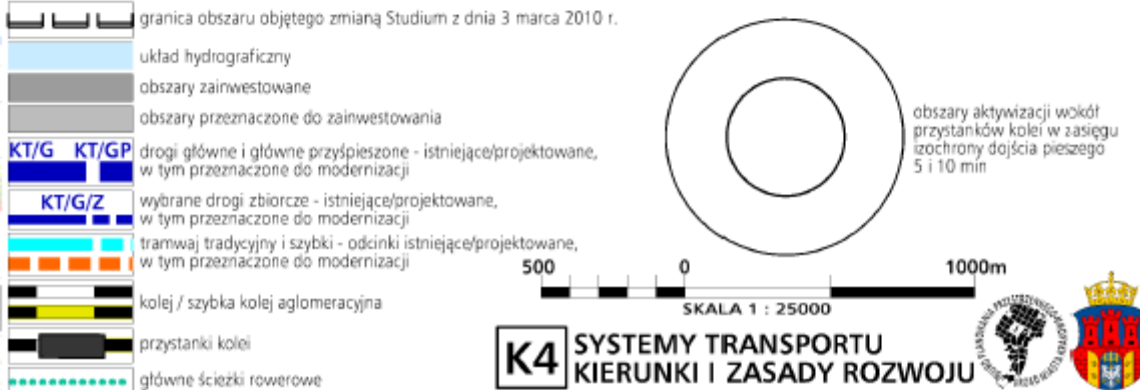 granica obszaru objętego zmianą Studium z dnia 3 marca 2010 r.
układ hydrograficzny
obszary zainwestowane
obszary przeznaczone do zainwestowania
KT/G KT/GP
drogi główne i główne przyśpieszone - istniejące/projektowane,
w tym przeznaczone do modernizacji
KT/G/Z
wybrane drogi zbiorcze - istniejące/projektowane,
w tym przeznaczone do modernizacji
tramwaj tradycyjny i szybki - odcinki istniejące/projektowane,
w tym przeznaczone do modernizacji
kolej / szybka kolej aglomeracyjna
przystanki kolei
główne ścieżki rowerowe
obszary aktywizacji wokół
przystanków kolei w zasięgu
izochrony dojścia pieszego
5 i 10 min
500 0 1000m
SKALA 1 : 25000
K4
SYSTEMY TRANSPORTU
KIERUNKI I ZASADY ROZWOJU